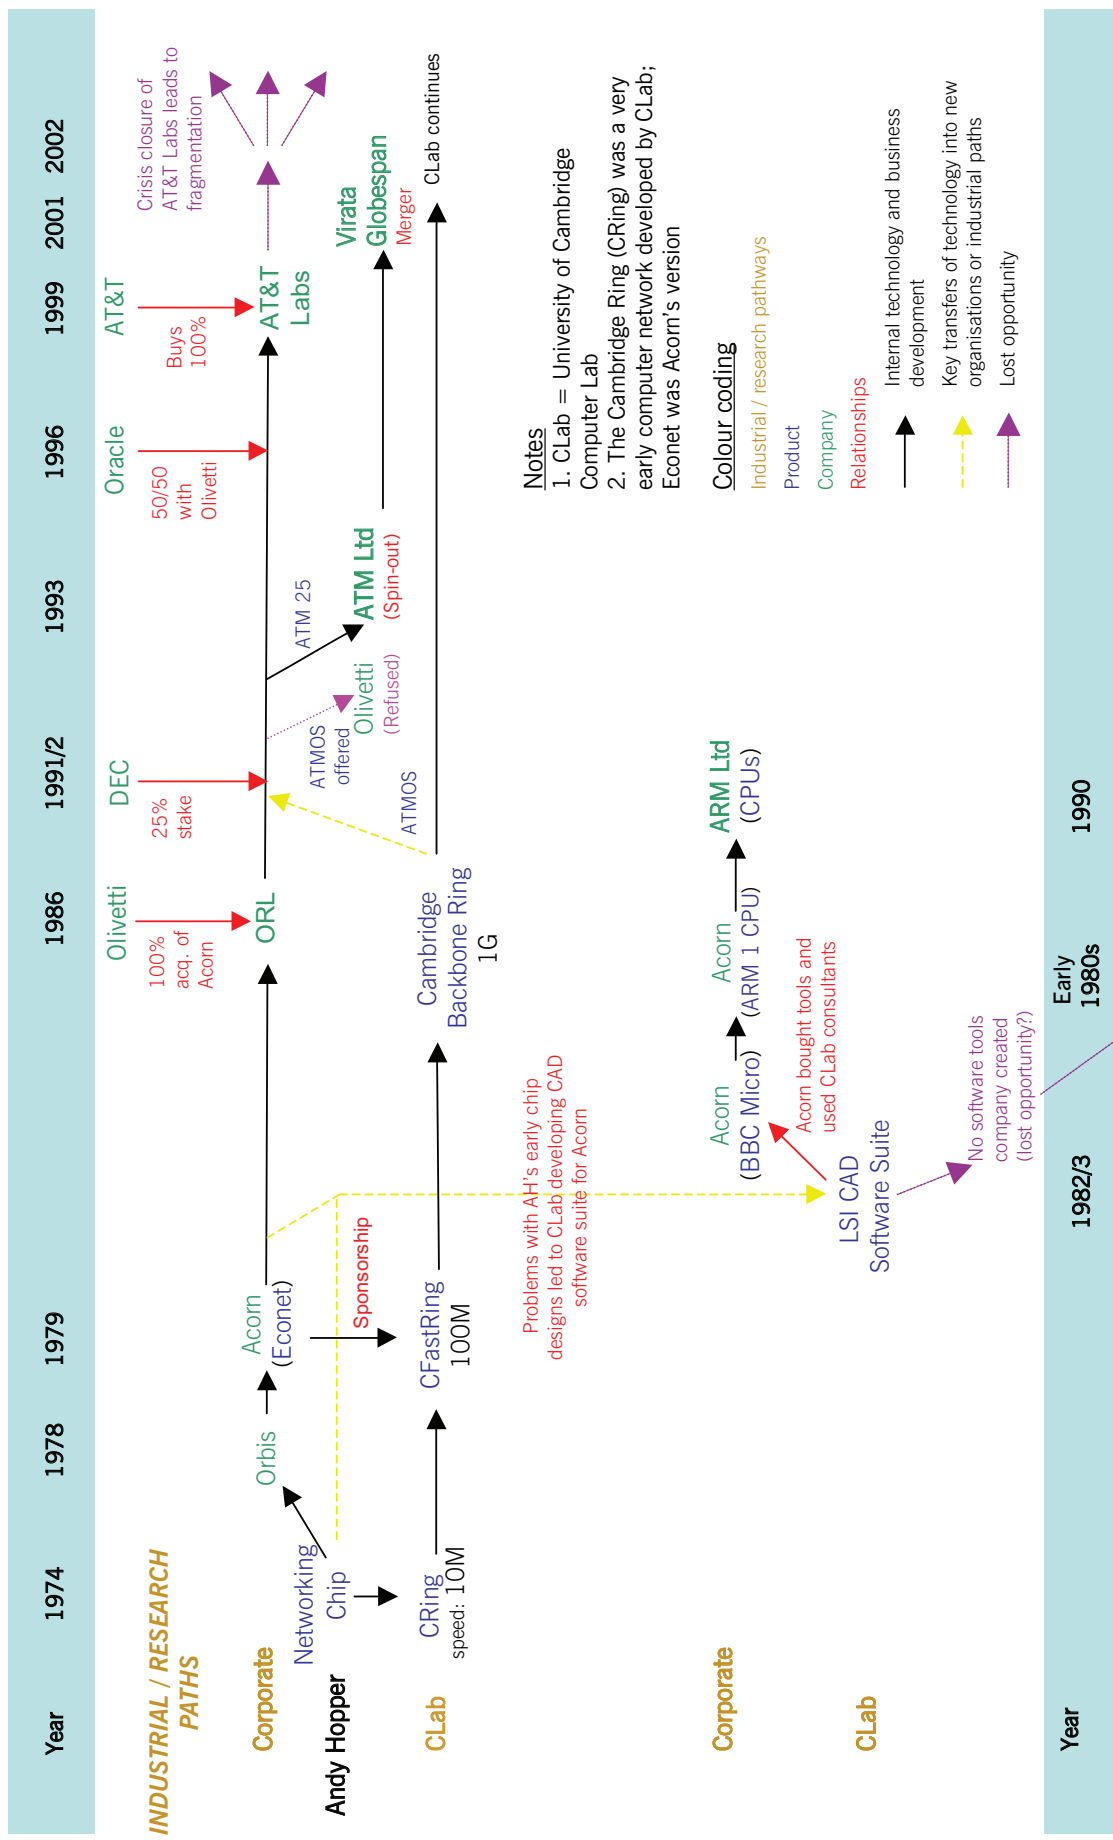 Year
1974
1978
1979
1986
1991/2
1993
1996
1999
2001
2002
INDUSTRIAL / RESEARCH
PATHS
Olivetti
100%
acq. of
Acorn
DEC
25%
stake
Oracle
50/50
with
Olivetti
AT&T
Buys
100%
Crisis closure of
AT&T Labs leads to
fragmentation
Corporate
Orbis
Acorn
(Econet)
ORL
AT&T
Labs
Andy Hopper
Networking
Chip
Sponsorship
ATMOS
offered
Olivetti
(Refused)
ATM 25
ATM Ltd
(Spin-out)
Virata
Globespan
Merger
CLab
CRing
speed: 10M
CFastRing
100M
Cambridge
Backbone Ring
1G
ATMOS
CLab continues
Problems with AH's early chip
designs led to CLab developing CAD
software suite for Acorn
Notes
1. CLab = University of Cambridge
Computer Lab
2. The Cambridge Ring (CRing) was a very
early computer network developed by CLab;
Econet was Acorn's version
Corporate
Acorn
(BBC Micro)
Acorn
(ARM 1 CPU)
ARM Ltd
(CPUs)
Acorn bought tools and
used CLab consultants
CLab
LSI CAD
Software Suite
No software tools
company created
(lost opportunity?)
Colour coding
Industrial / research pathways
Product
Company
Relationships
Internal technology and business
development
Key transfers of technology into new
organisations or industrial paths
Lost opportunity
Year
1982/3
Early
1980s
1990